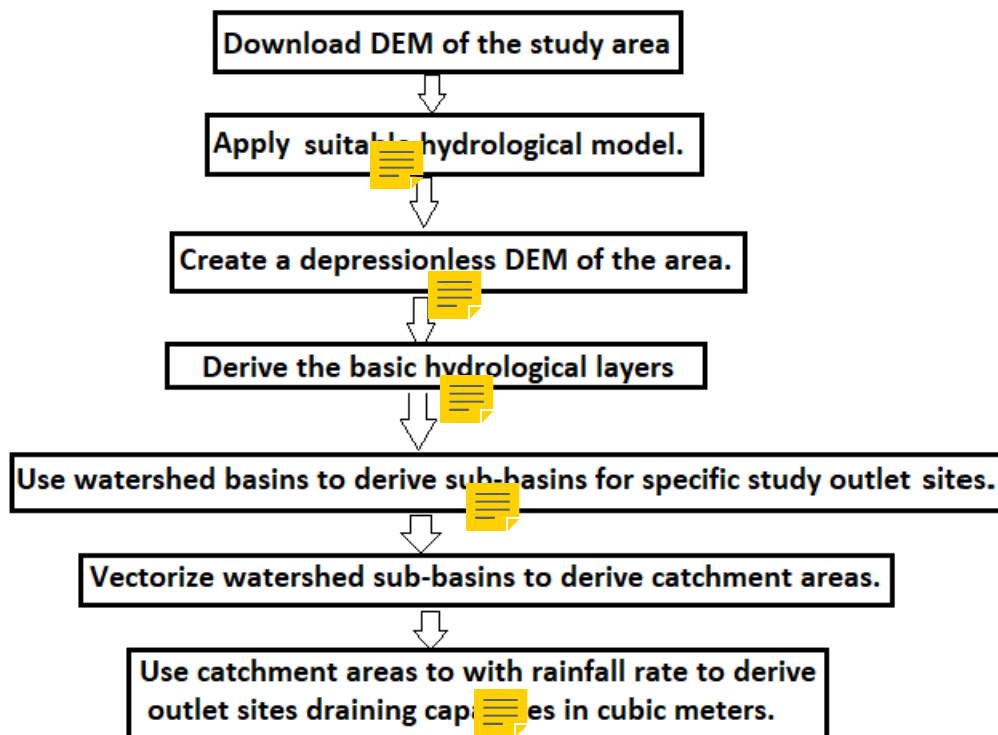 Download DEM of the study area
Apply suitable hydrological model.
Create a depressionless DEM of the area.
Derive the basic hydrological layers
Use watershed basins to derive sub-basins for specific study outlet sites.
Vectorize watershed sub-basins to derive catchment areas.
Use catchment areas to with rainfall rate to derive
outlet sites draining in cubic meters.